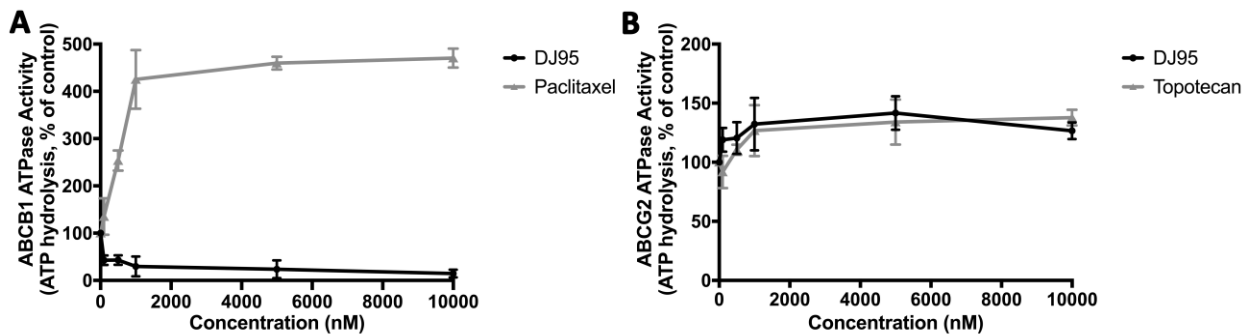 A
ABCB1 ATPase Activity
(ATP hydrolysis, % of control)
500
400
300
200
100
0
0
2000
4000
6000
8000
10000
Concentration (nM)
DJ95
Paclitaxel
B
ABCG2 ATPase Activity
(ATP hydrolysis, % of control)
200
150
100
50
0
0
2000
4000
6000
8000
10000
Concentration (nM)
DJ95
Topotecan